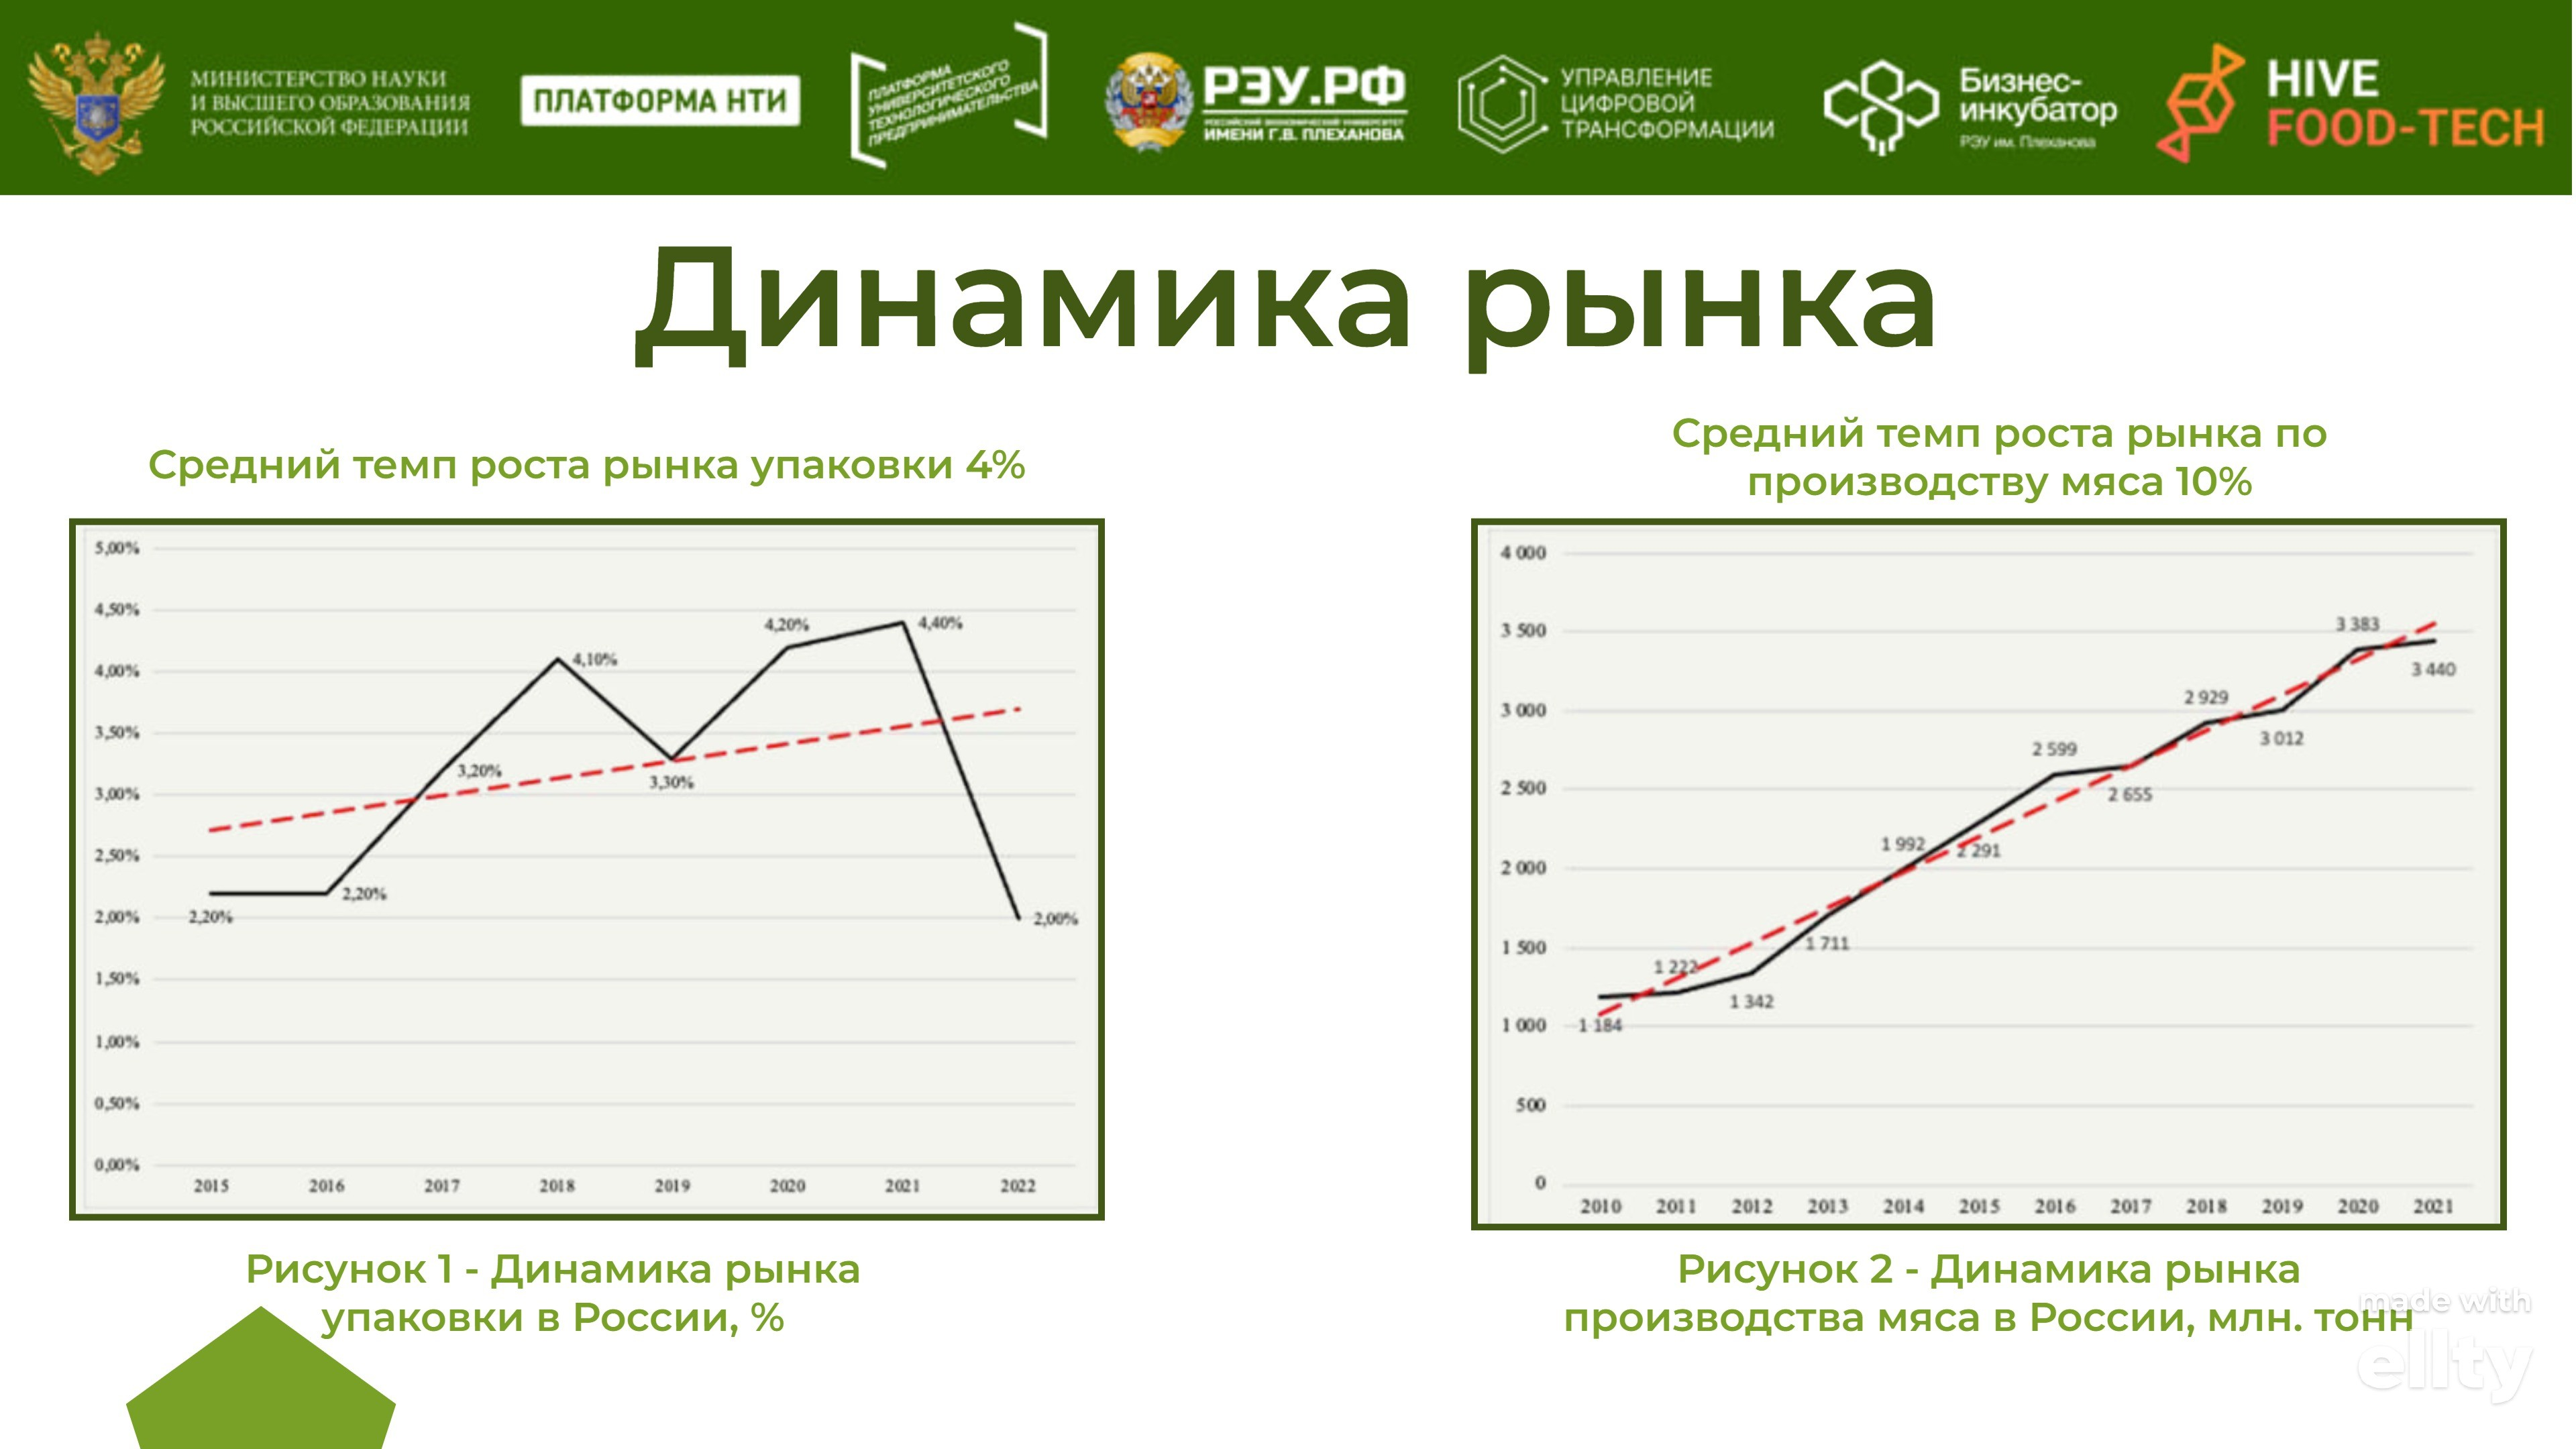 МИНИСТЕРСТВО НАУКИ
И ВЫСШЕГО ОБРАЗОВАНИЯ
РОССИЙСКОЙ ФЕДЕРАЦИИ
ПЛАТФОРМА НТИ
ПЛАТФОРМА
УНИВЕРСИТЕТСКОГО
ТЕХНОЛОГИЧЕСКОГО
ПРЕДПРИНИМАТЕЛЬСТВА
РЭУ.РФ
РОССИЙСКИЙ ЭКОНОМИЧЕСКИЙ УНИВЕРСИТЕТ
ИМЕНИ Г.В. ПЛЕХАНОВА
УПРАВЛЕНИЕ
ЦИФРОВОЙ
ТРАНСФОРМАЦИИ
Бизнес-
инкубатор
РЭУ им. Плеханова
HIVE
FOOD-TECH
Динамика рынка
Средний темп роста рынка упаковки 4%
5,00%
4,50%
4,00%
3,50%
3,00%
2,50%
2,00%
1,50%
1,00%
0,50%
0,00%
2,20%
2,20%
3,20%
4,10%
3,30%
4,20%
4,40%
2,00%
2015 2016 2017 2018 2019 2020 2021 2022
Рисунок 1 - Динамика рынка
упаковки в России, %
Средний темп роста рынка по
производству мяса 10%
4 000
3 500
3 000
2 500
2 000
1 500
1 000
500
0
1 184
1 222
1 342
1 711
1 992
2 291
2 599
2 655
2 929
3 012
3 383
3 440
2010 2011 2012 2013 2014 2015 2016 2017 2018 2019 2020 2021
Рисунок 2 - Динамика рынка
производства мяса в России, млн. тонн
made with
ellty